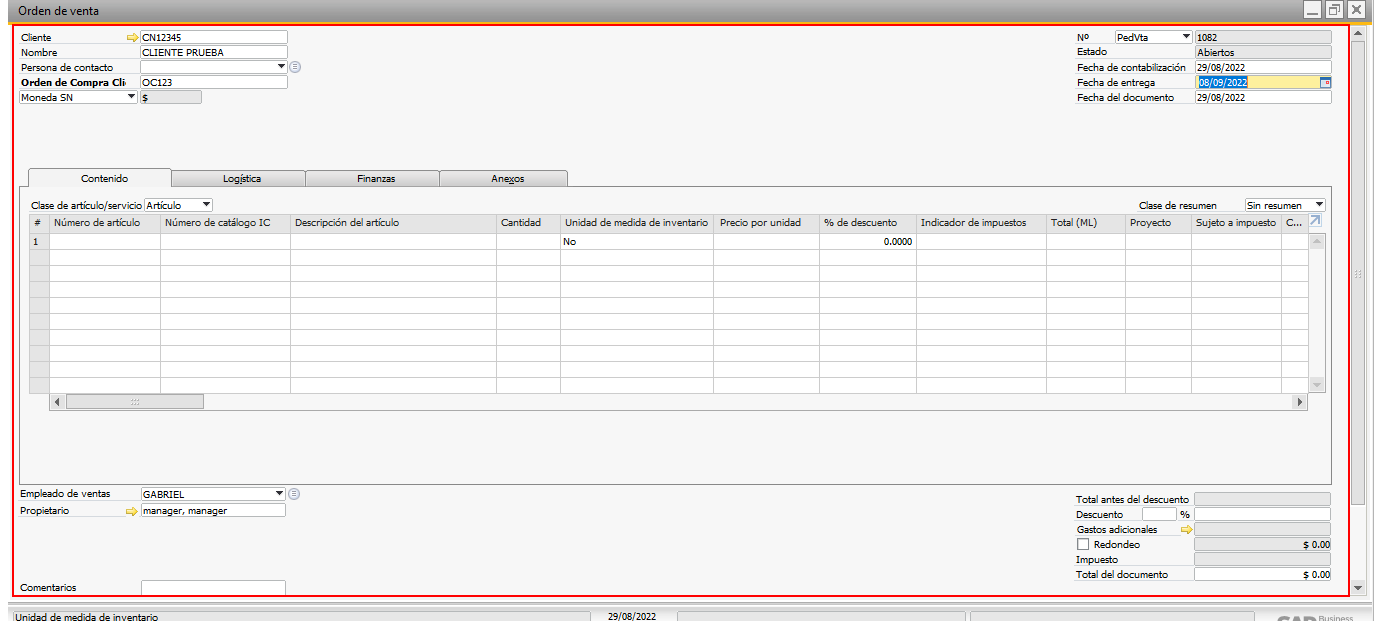 Orden de venta
Cliente CN12345
Nombre CLIENTE PRUEBA
Persona de contacto
Orden de Compra Cli OC123
Moneda SN $
Nº PedVta 1082
Estado Abiertos
Fecha de contabilización 29/08/2022
Fecha de entrega 08/09/2022
Fecha del documento 29/08/2022
Contenido Logística Finanzas Anexos
Clase de artículo/servicio Artículo
Clase de resumen Sin resumen
# Número de artículo Número de catálogo IC Descripción del artículo Cantidad Unidad de medida de inventario Precio por unidad % de descuento Indicador de impuestos Total (ML) Proyecto Sujeto a impuesto C...
1 No 0.0000
Empleado de ventas GABRIEL
Propietario manager, manager
Comentarios
Total antes del descuento
Descuento %
Gastos adicionales
Redondeo $ 0.00
Impuesto
Total del documento $ 0.00
Unidad de medida de inventario 29/08/2022
SAP Business